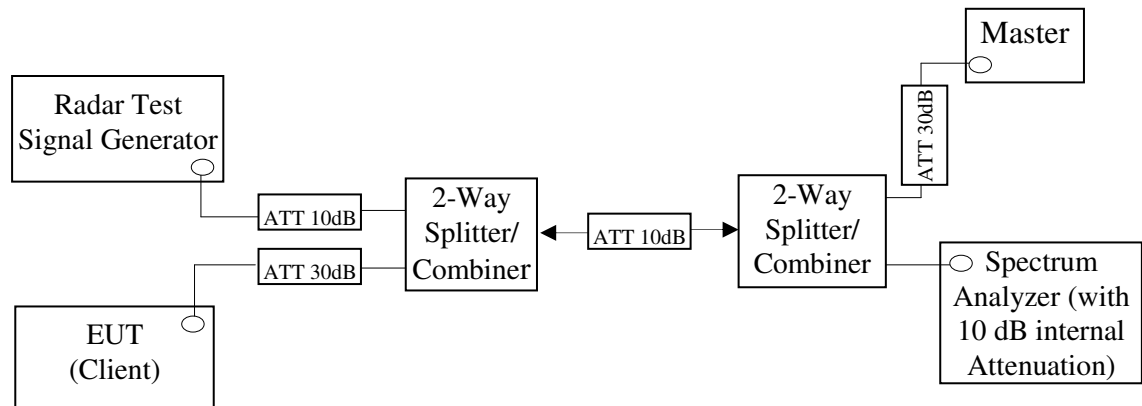 Radar Test
Signal Generator
ATT 10dB
ATT 30dB
EUT
(Client)
2-Way
Splitter/
Combiner
ATT 10dB
2-Way
Splitter/
Combiner
ATT 30dB
Master
Spectrum
Analyzer (with
10 dB internal
Attenuation)